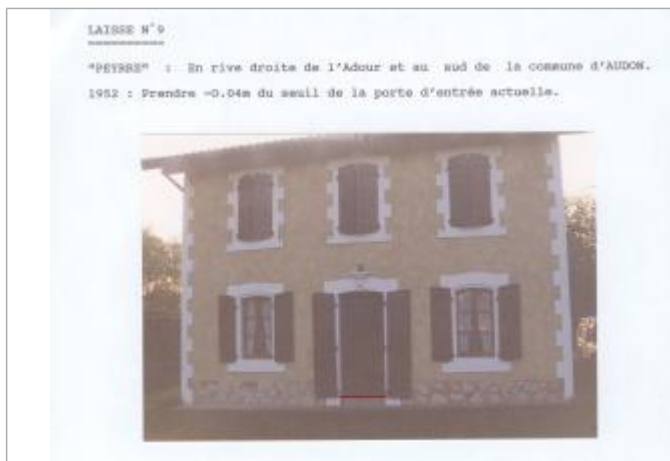 LAISSE N°9
"PEYRRE" : En rive droite de l'Adour et au sud de la commune d'AUDON.
1952 : Prendre -0.04m du seuil de la porte d'entrée actuelle.